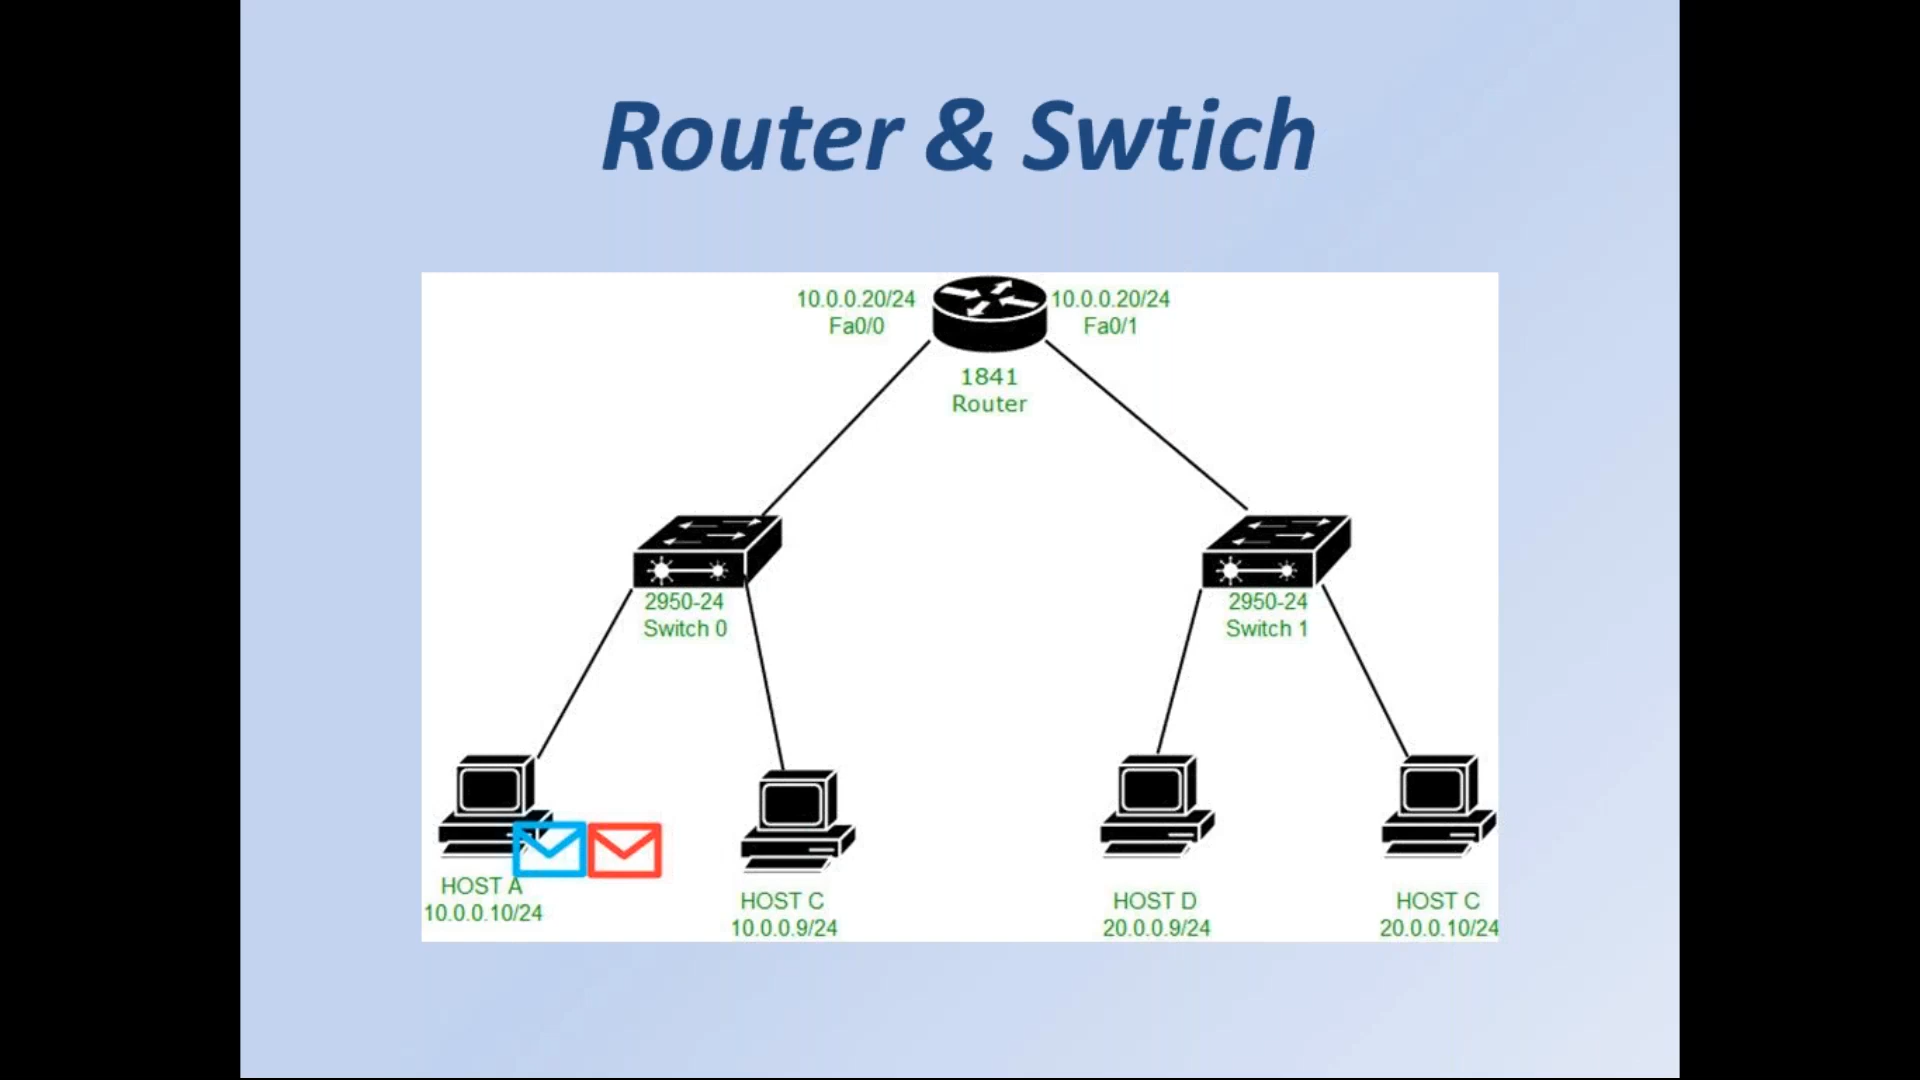 Router & Swtich
10.0.0.20/24
Fa0/0
10.0.0.20/24
Fa0/1
1841
Router
2950-24
Switch 0
2950-24
Switch 1
HOST A
10.0.0.10/24
HOST C
10.0.0.9/24
HOST D
20.0.0.9/24
HOST C
20.0.0.10/24